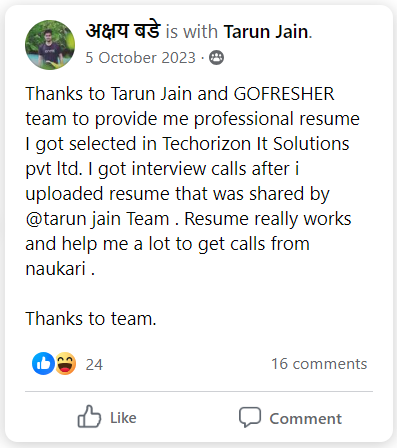 अक्षय बडे is with Tarun Jain.
5 October 2023 ·
Thanks to Tarun Jain and GOFRESHER
team to provide me professional resume
I got selected in Techorizon It Solutions
pvt ltd. I got interview calls after i
uploaded resume that was shared by
@tarun jain Team . Resume really works
and help me a lot to get calls from
naukari .
Thanks to team.
24
16 comments
Like
Comment